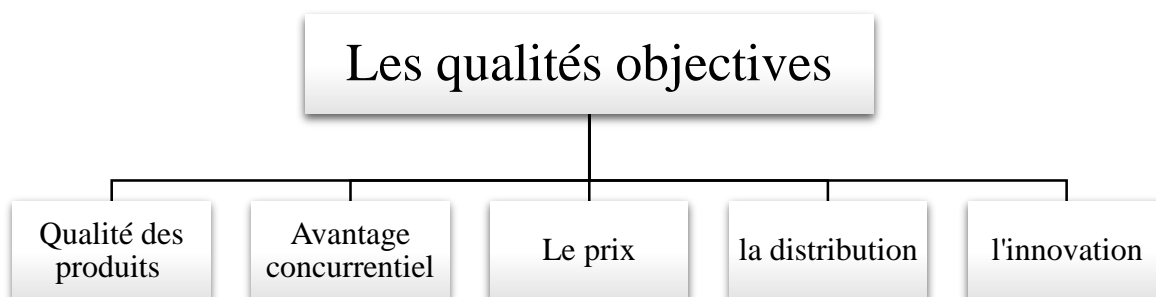 Les qualités objectives
Qualité des
produits
Avantage
concurrentiel
Le prix
la distribution
l'innovation